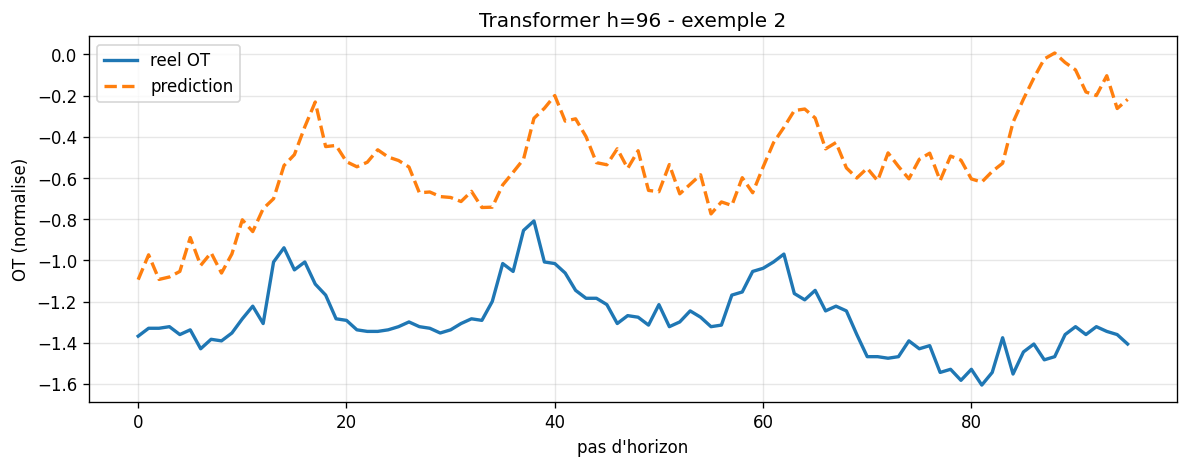 Transformer h=96 - exemple 2
reel OT
prediction
OT (normalise)
0.0
−0.2
−0.4
−0.6
−0.8
−1.0
−1.2
−1.4
−1.6
0 20 40 60 80
pas d'horizon